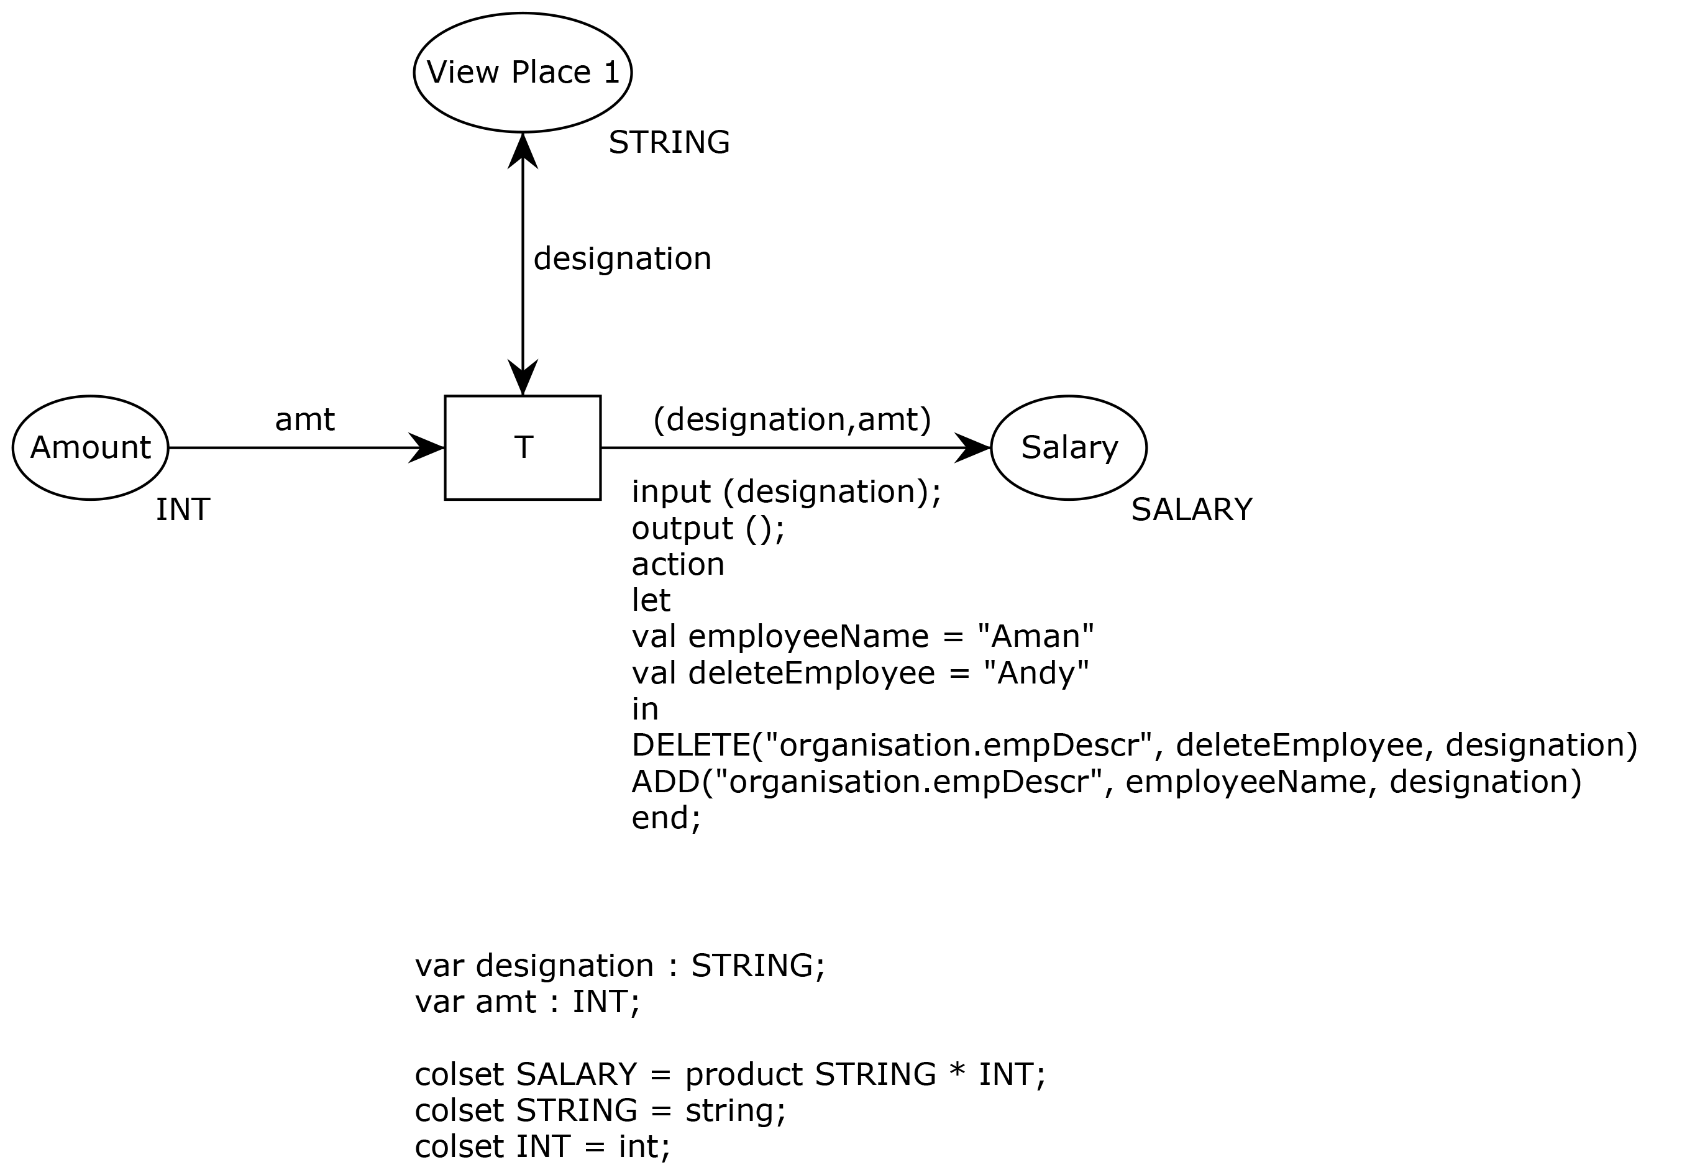 View Place 1
STRING
designation
amt
(designation,amt)
Amount
T
Salary
INT
SALARY
input (designation);
output ();
action
let
val employeeName = "Aman"
val deleteEmployee = "Andy"
in
DELETE("organisation.empDescr", deleteEmployee, designation)
ADD("organisation.empDescr", employeeName, designation)
end;
var designation : STRING;
var amt : INT;
colset SALARY = product STRING * INT;
colset STRING = string;
colset INT = int;